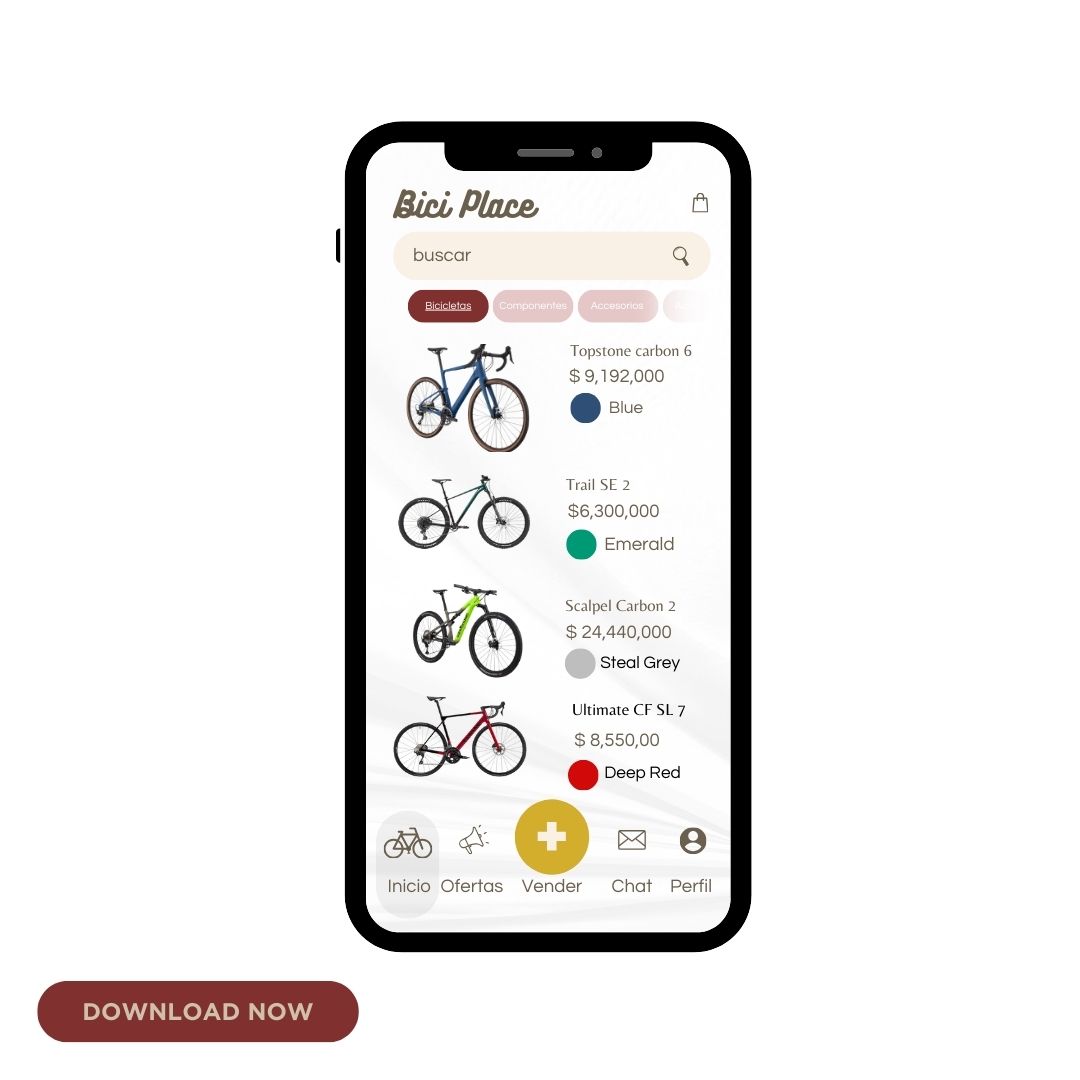 Bici Place
buscar
Bicicletas Componentes Accesorios
Topstone carbon 6
$ 9,192,000
Blue
Trail SE 2
$6,300,000
Emerald
Scalpel Carbon 2
$ 24,440,000
Steal Grey
Ultimate CF SL 7
$ 8,550,00
Deep Red
Inicio Ofertas Vender Chat Perfil
DOWNLOAD NOW